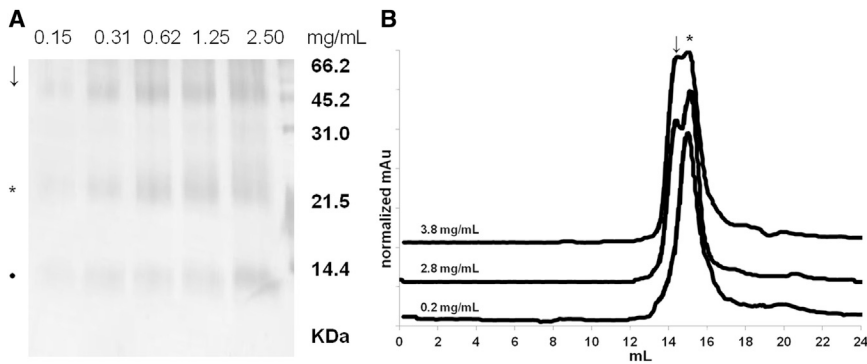 A
0.15 0.31 0.62 1.25 2.50 mg/mL
↓
66.2
45.2
31.0
*
21.5
14.4
•
KDa
B
↓ *
normalized mAu
3.8 mg/mL
2.8 mg/mL
0.2 mg/mL
0 2 4 6 8 10 12 14 16 18 20 22 24
mL